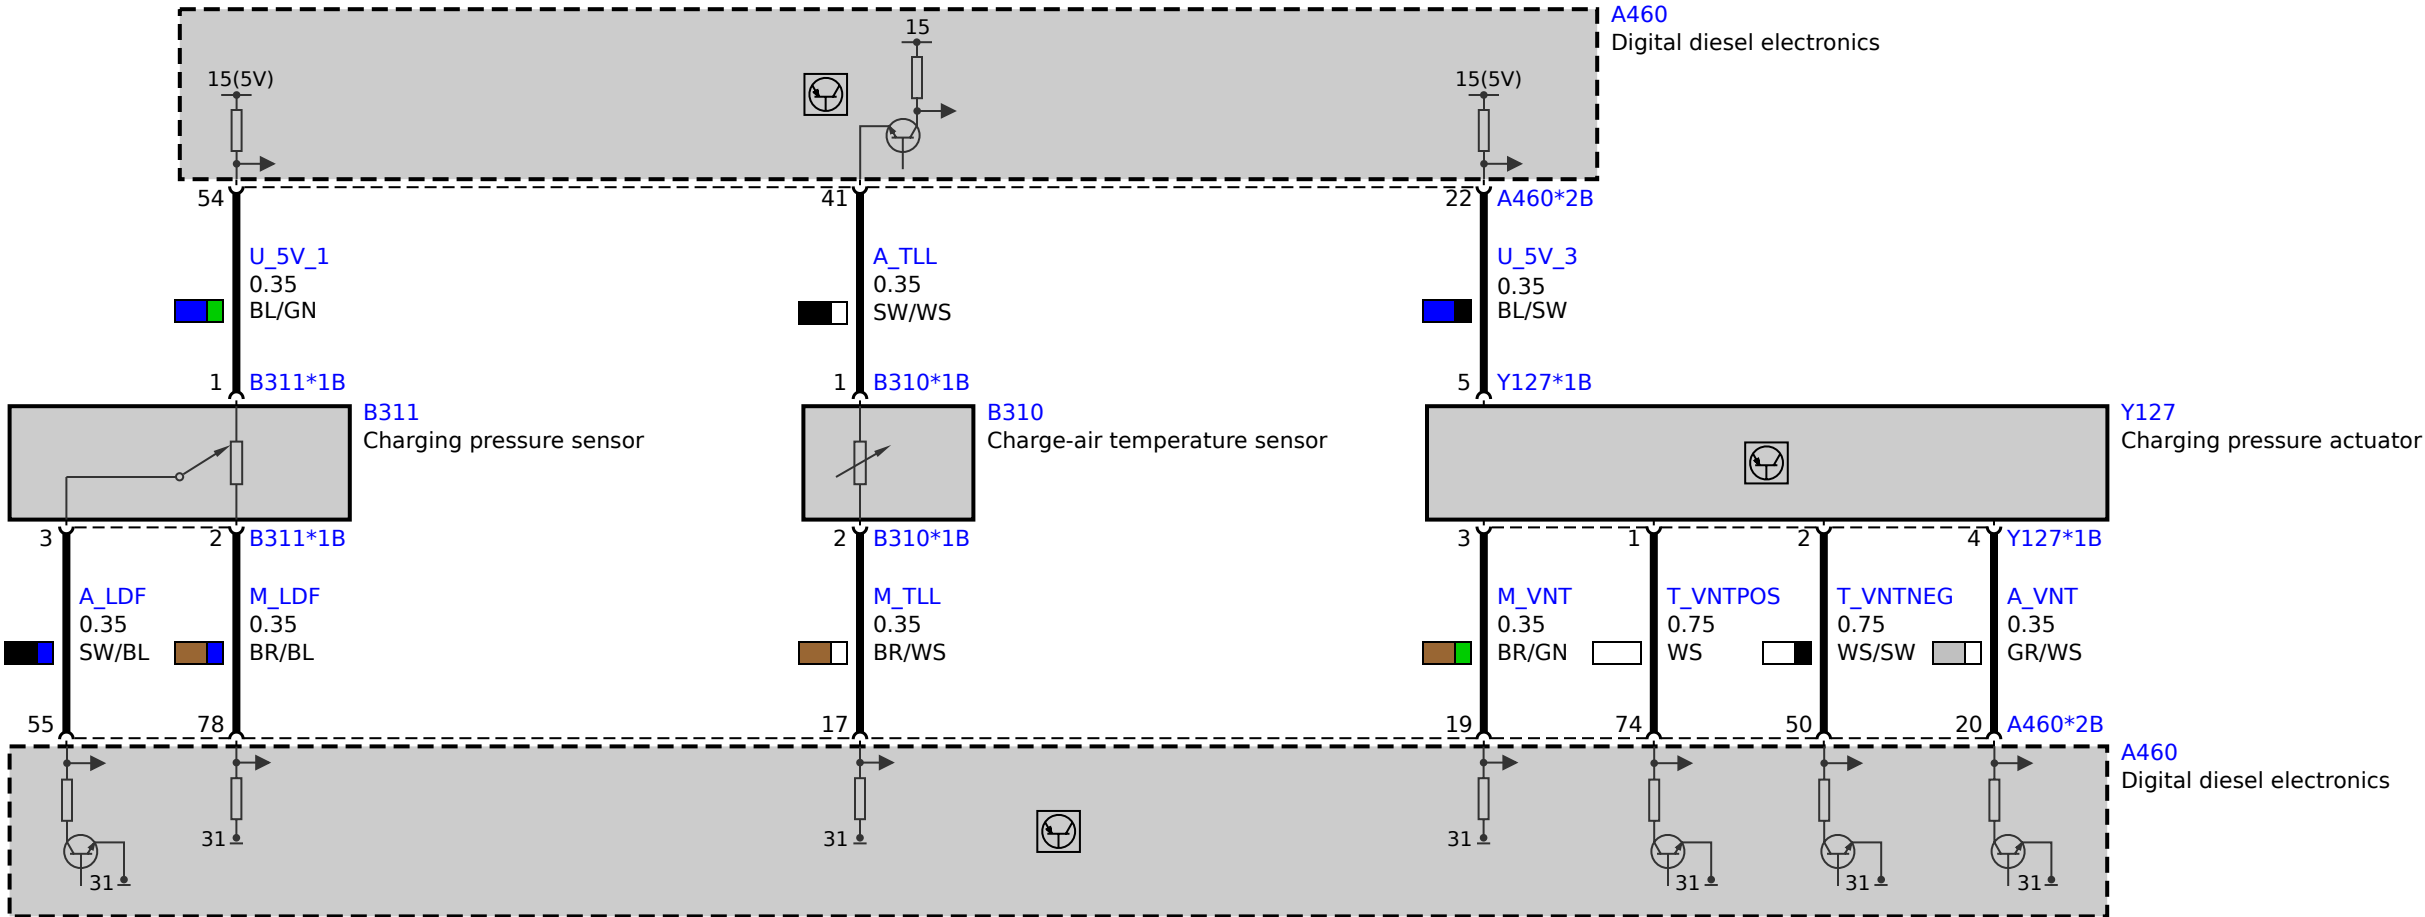 A460
Digital diesel electronics
15
15(5V)
15(5V)
54
41
22
A460*2B
U_5V_1
0.35
BL/GN
A_TLL
0.35
SW/WS
U_5V_3
0.35
BL/SW
1
B311*1B
1
B310*1B
5
Y127*1B
B311
Charging pressure sensor
B310
Charge-air temperature sensor
Y127
Charging pressure actuator
3
2
B311*1B
2
B310*1B
3
1
2
4
Y127*1B
A_LDF
0.35
SW/BL
M_LDF
0.35
BR/BL
M_TLL
0.35
BR/WS
M_VNT
0.35
BR/GN
T_VNTPOS
0.75
WS
T_VNTNEG
0.75
WS/SW
A_VNT
0.35
GR/WS
55
78
17
19
74
50
20
A460*2B
A460
Digital diesel electronics
31
31
31
31
31
31
31